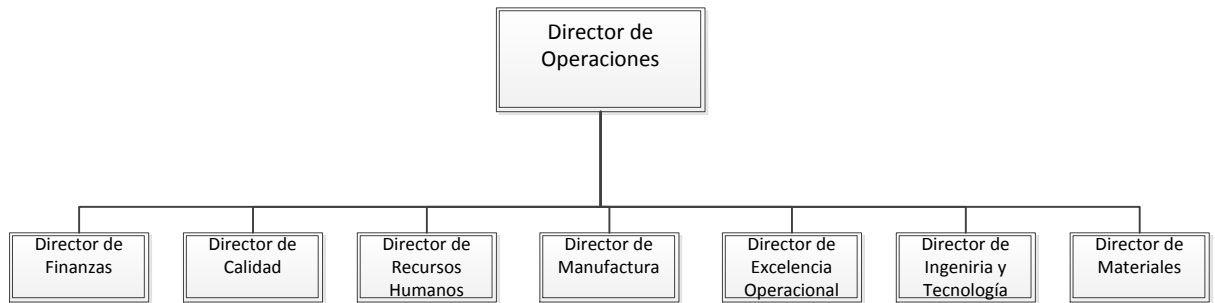 Director de
Operaciones
Director de
Finanzas
Director de
Calidad
Director de
Recursos
Humanos
Director de
Manufactura
Director de
Excelencia
Operacional
Director de
Ingeniria y
Tecnología
Director de
Materiales